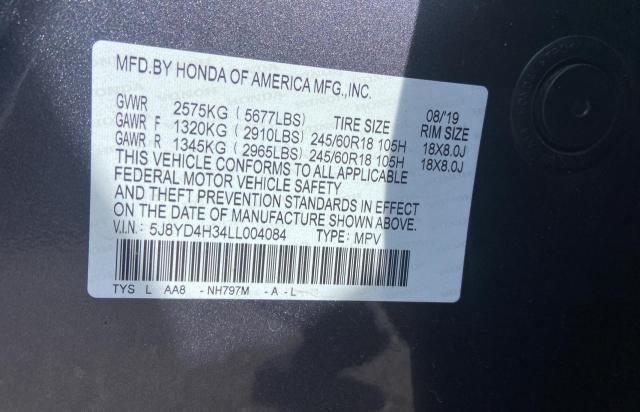 MFD.BY HONDA OF AMERICA MFG.,INC.
08/'19
GVWR 2575KG (5677LBS) TIRE SIZE RIM SIZE
GAWR F 1320KG (2910LBS) 245/60R18 105H 18X8.0J
GAWR R 1345KG (2965LBS) 245/60R18 105H 18X8.0J
THIS VEHICLE CONFORMS TO ALL APPLICABLE
FEDERAL MOTOR VEHICLE SAFETY
AND THEFT PREVENTION STANDARDS IN EFFECT
ON THE DATE OF MANUFACTURE SHOWN ABOVE.
V.I.N: 5J8YD4H34LL004084 TYPE: MPV
TYS L AA8 -NH797M -A -L